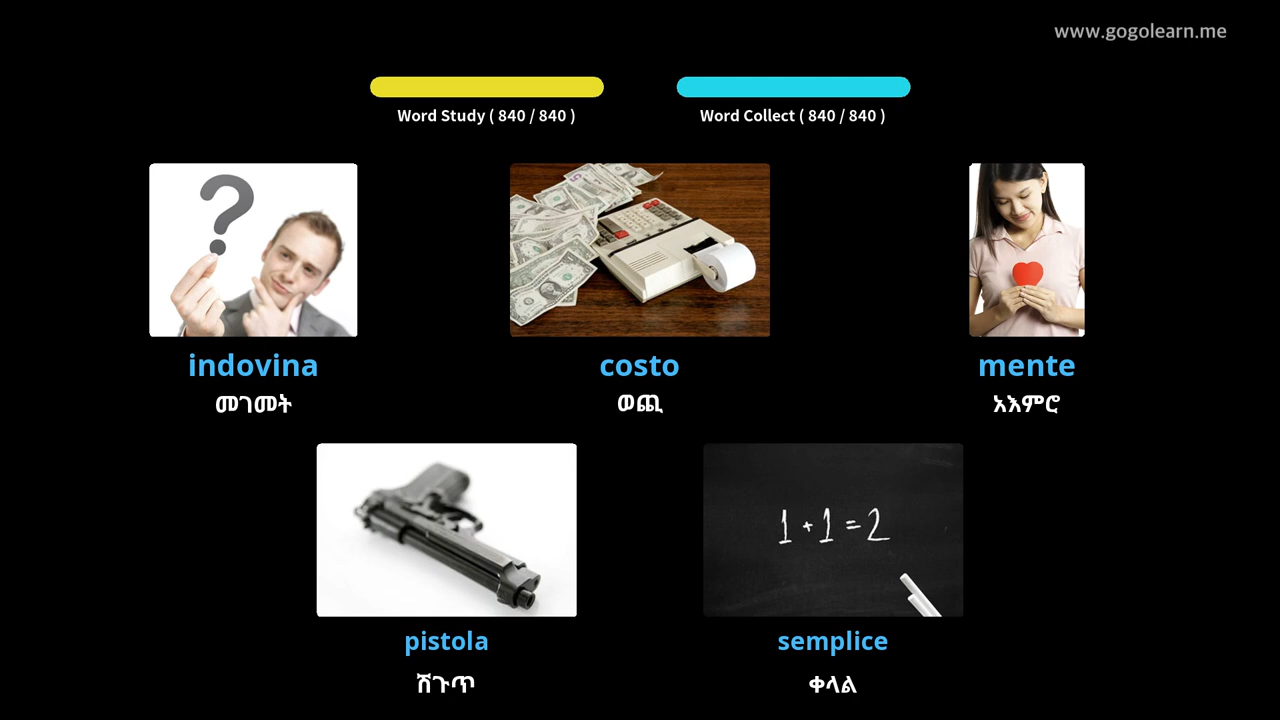 www.gogolearn.me
Word Study ( 840 / 840 )
Word Collect ( 840 / 840 )
indovina
costo
mente
መገመት
ወጪ
አእምሮ
1 + 1 = 2
pistola
semplice
ሽጉጥ
ቀላል